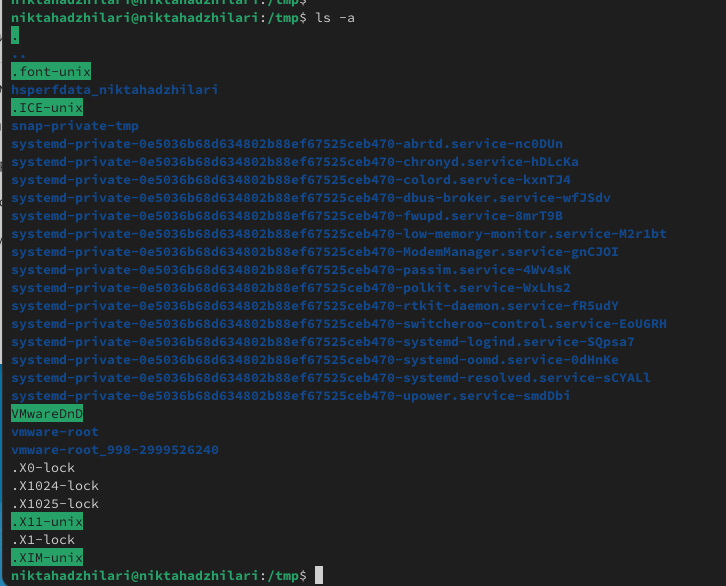 niktahadzhilari@niktahadzhilari:/tmp$
niktahadzhilari@niktahadzhilari:/tmp$ ls -a
.
..
.font-unix
hsperfdata_niktahadzhilari
.ICE-unix
snap-private-tmp
systemd-private-0e5036b68d634802b88ef67525ceb470-abrtd.service-nc0DUn
systemd-private-0e5036b68d634802b88ef67525ceb470-chronyd.service-hDLcKa
systemd-private-0e5036b68d634802b88ef67525ceb470-colord.service-kxnTJ4
systemd-private-0e5036b68d634802b88ef67525ceb470-dbus-broker.service-wfJSdv
systemd-private-0e5036b68d634802b88ef67525ceb470-fwupd.service-8mrT9B
systemd-private-0e5036b68d634802b88ef67525ceb470-low-memory-monitor.service-M2r1bt
systemd-private-0e5036b68d634802b88ef67525ceb470-ModemManager.service-gnCJOI
systemd-private-0e5036b68d634802b88ef67525ceb470-passim.service-4Wv4sK
systemd-private-0e5036b68d634802b88ef67525ceb470-polkit.service-WxLhs2
systemd-private-0e5036b68d634802b88ef67525ceb470-rtkit-daemon.service-fR5udY
systemd-private-0e5036b68d634802b88ef67525ceb470-switcheroo-control.service-EoU6RH
systemd-private-0e5036b68d634802b88ef67525ceb470-systemd-logind.service-SQpsa7
systemd-private-0e5036b68d634802b88ef67525ceb470-systemd-oomd.service-0dHnKe
systemd-private-0e5036b68d634802b88ef67525ceb470-systemd-resolved.service-sCYALl
systemd-private-0e5036b68d634802b88ef67525ceb470-upower.service-smdDbi
VMwareDnD
vmware-root
vmware-root_998-2999526240
.X0-lock
.X1024-lock
.X1025-lock
.X11-unix
.X1-lock
.XIM-unix
niktahadzhilari@niktahadzhilari:/tmp$